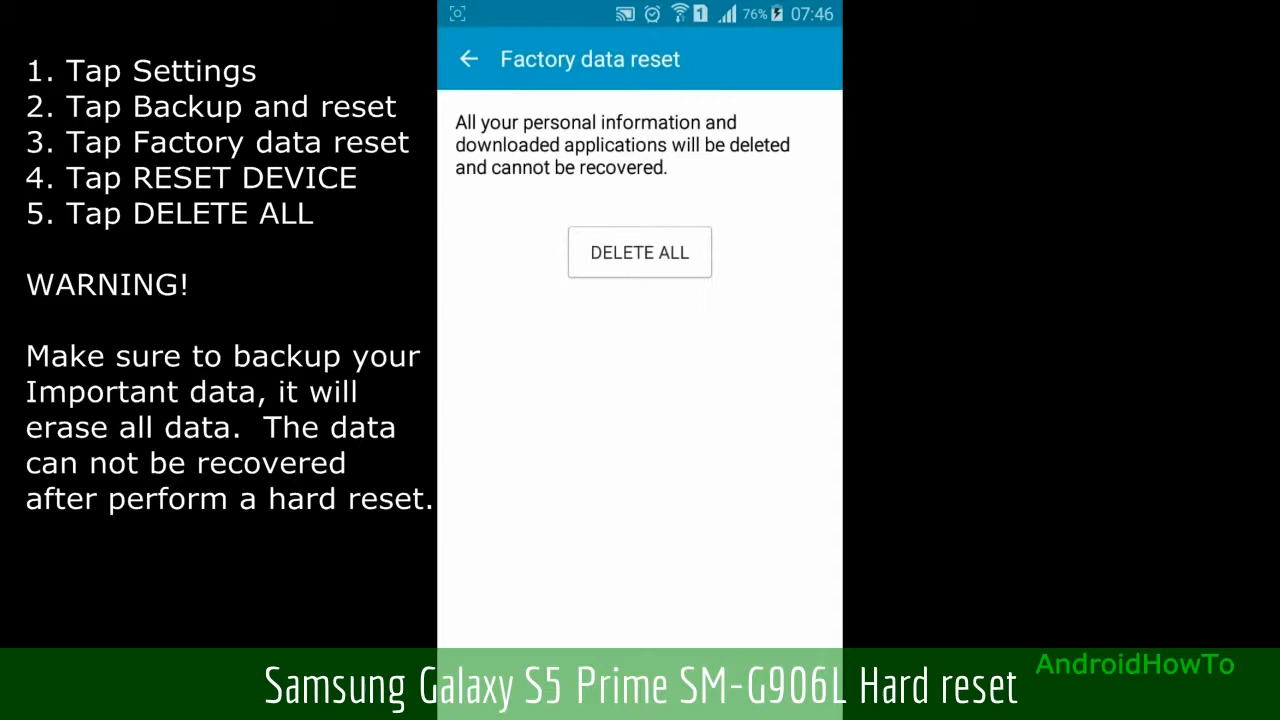 1. Tap Settings
2. Tap Backup and reset
3. Tap Factory data reset
4. Tap RESET DEVICE
5. Tap DELETE ALL
WARNING!
Make sure to backup your
Important data, it will
erase all data.  The data
can not be recovered
after perform a hard reset.
1 76% 07:46
Factory data reset
All your personal information and
downloaded applications will be deleted
and cannot be recovered.
DELETE ALL
AndroidHowTo
Samsung Galaxy S5 Prime SM-G906L Hard reset